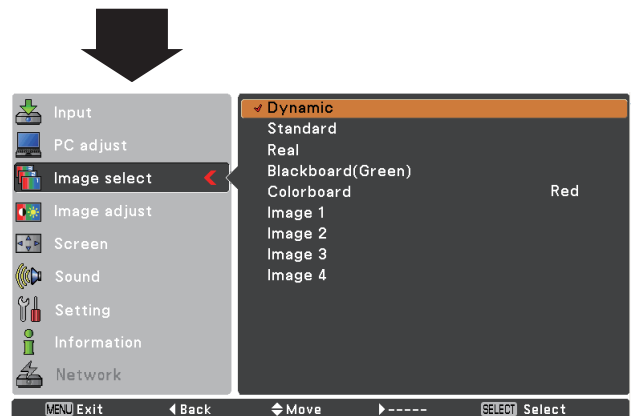 Input
PC adjust
Image select
Image adjust
Screen
Sound
Setting
Information
Network
Dynamic
Standard
Real
Blackboard(Green)
Colorboard Red
Image 1
Image 2
Image 3
Image 4
MENU Exit Back Move ----- SELECT Select